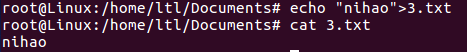 root@Linux:/home/ltl/Documents# echo "nihao">3.txt
root@Linux:/home/ltl/Documents# cat 3.txt
nihao